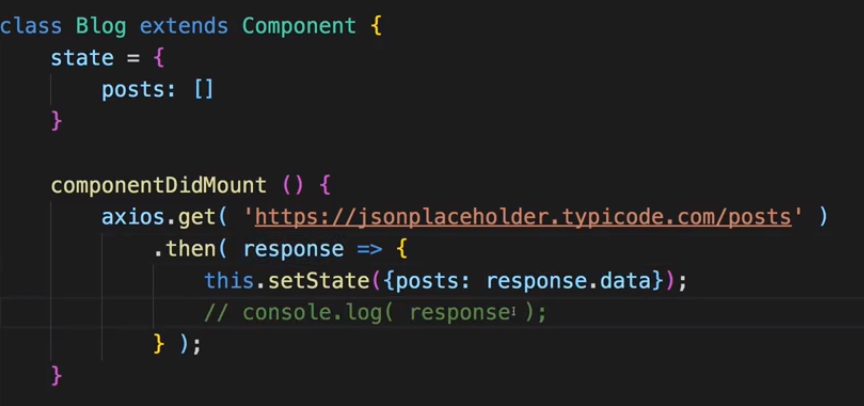 class Blog extends Component {
    state = {
        posts: []
    }

    componentDidMount () {
        axios.get( 'https://jsonplaceholder.typicode.com/posts' )
            .then( response => {
                this.setState({posts: response.data});
                // console.log( response );
            } );
    }